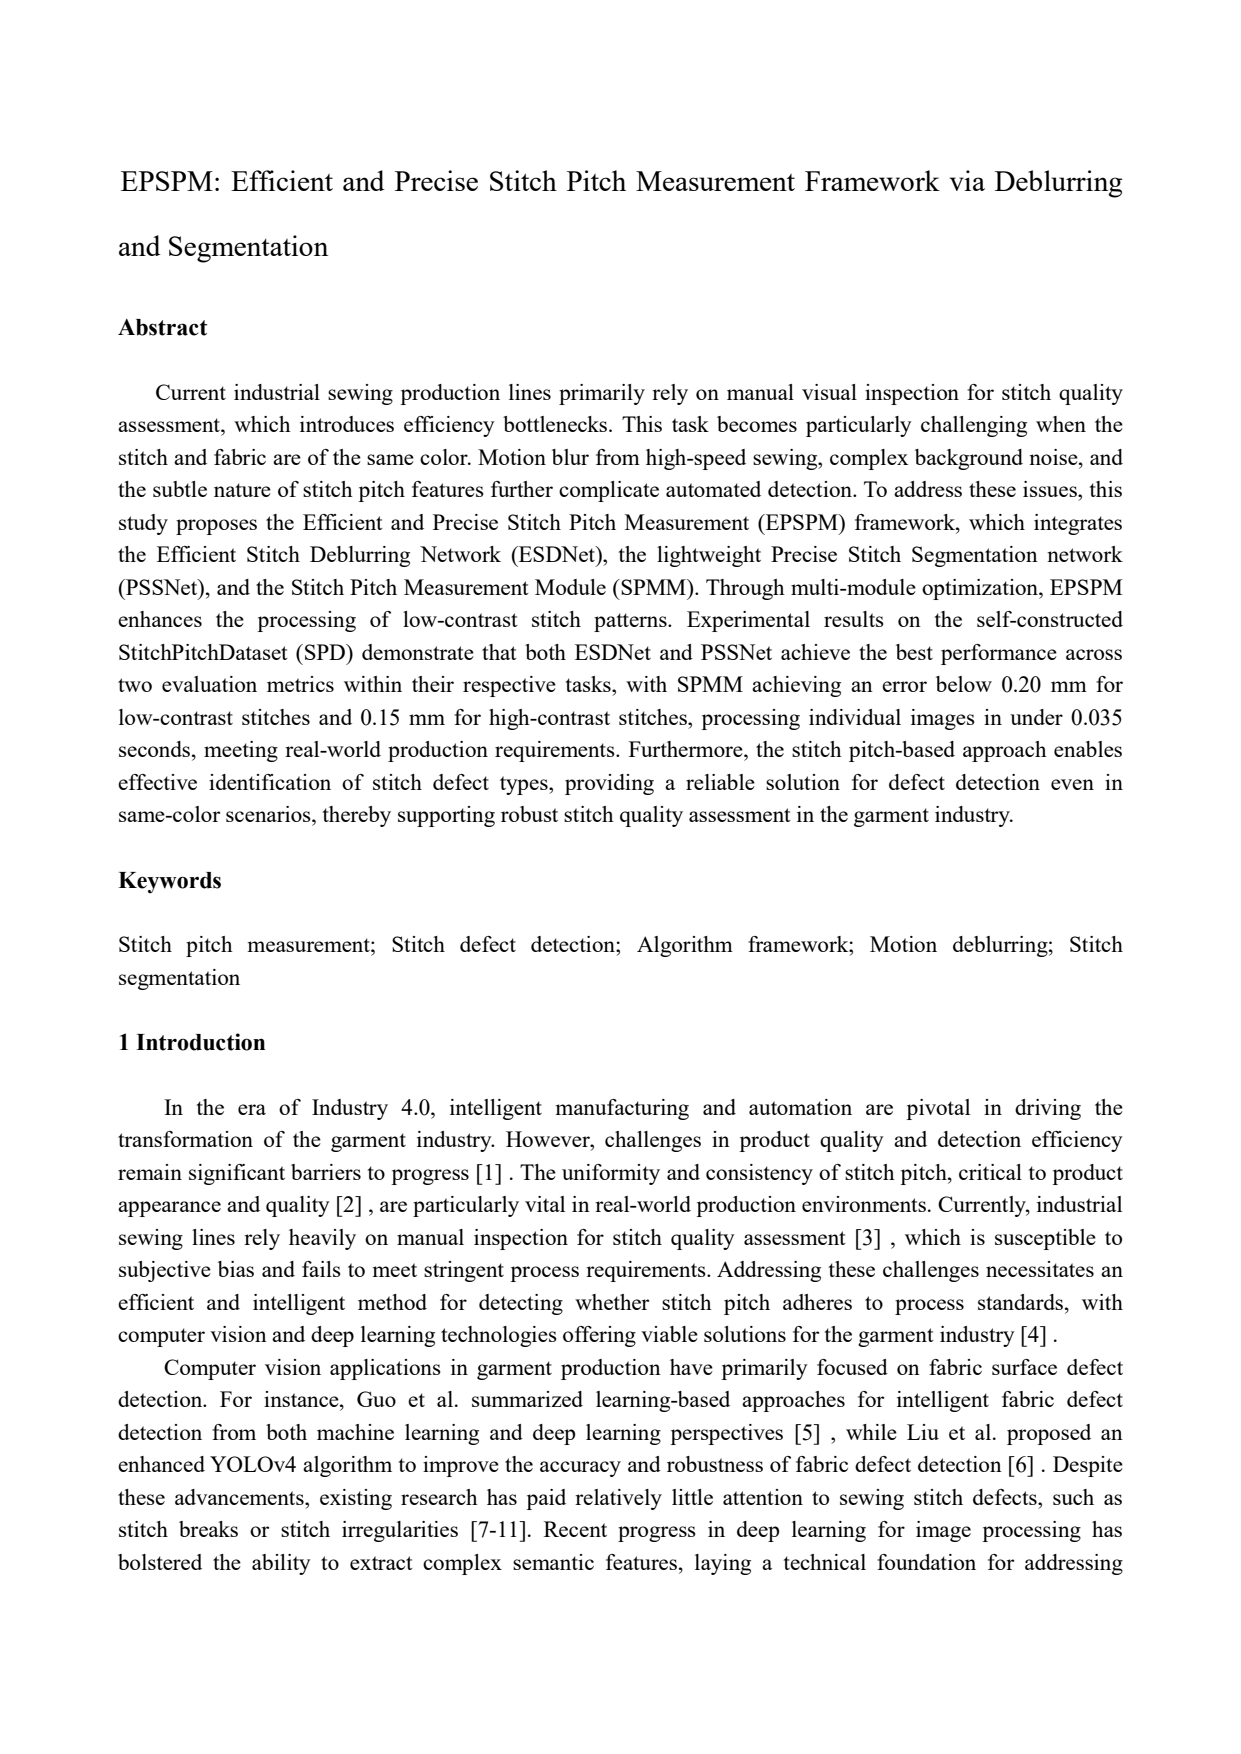 EPSPM: Efficient and Precise Stitch Pitch Measurement Framework via Deblurring
and Segmentation
Abstract
Current industrial sewing production lines primarily rely on manual visual inspection for stitch quality
assessment, which introduces efficiency bottlenecks. This task becomes particularly challenging when the
stitch and fabric are of the same color. Motion blur from high-speed sewing, complex background noise, and
the subtle nature of stitch pitch features further complicate automated detection. To address these issues, this
study proposes the Efficient and Precise Stitch Pitch Measurement (EPSPM) framework, which integrates
the Efficient Stitch Deblurring Network (ESDNet), the lightweight Precise Stitch Segmentation network
(PSSNet), and the Stitch Pitch Measurement Module (SPMM). Through multi-module optimization, EPSPM
enhances the processing of low-contrast stitch patterns. Experimental results on the self-constructed
StitchPitchDataset (SPD) demonstrate that both ESDNet and PSSNet achieve the best performance across
two evaluation metrics within their respective tasks, with SPMM achieving an error below 0.20 mm for
low-contrast stitches and 0.15 mm for high-contrast stitches, processing individual images in under 0.035
seconds, meeting real-world production requirements. Furthermore, the stitch pitch-based approach enables
effective identification of stitch defect types, providing a reliable solution for defect detection even in
same-color scenarios, thereby supporting robust stitch quality assessment in the garment industry.
Keywords
Stitch pitch measurement; Stitch defect detection; Algorithm framework; Motion deblurring; Stitch
segmentation
1 Introduction
In the era of Industry 4.0, intelligent manufacturing and automation are pivotal in driving the
transformation of the garment industry. However, challenges in product quality and detection efficiency
remain significant barriers to progress [1] . The uniformity and consistency of stitch pitch, critical to product
appearance and quality [2] , are particularly vital in real-world production environments. Currently, industrial
sewing lines rely heavily on manual inspection for stitch quality assessment [3] , which is susceptible to
subjective bias and fails to meet stringent process requirements. Addressing these challenges necessitates an
efficient and intelligent method for detecting whether stitch pitch adheres to process standards, with
computer vision and deep learning technologies offering viable solutions for the garment industry [4] .
Computer vision applications in garment production have primarily focused on fabric surface defect
detection. For instance, Guo et al. summarized learning-based approaches for intelligent fabric defect
detection from both machine learning and deep learning perspectives [5] , while Liu et al. proposed an
enhanced YOLOv4 algorithm to improve the accuracy and robustness of fabric defect detection [6] . Despite
these advancements, existing research has paid relatively little attention to sewing stitch defects, such as
stitch breaks or stitch irregularities [7-11]. Recent progress in deep learning for image processing has
bolstered the ability to extract complex semantic features, laying a technical foundation for addressing